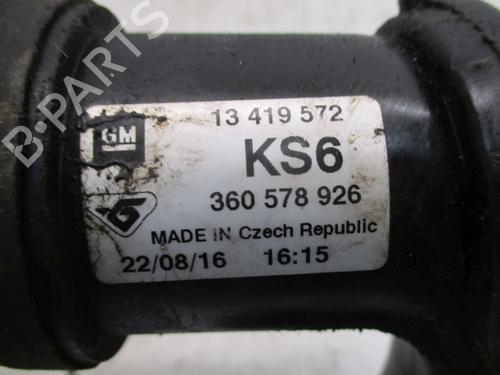 B-PARTS
13 419 572
GM
KS6
360 578 926
MADE IN Czech Republic
22/08/16 16:15